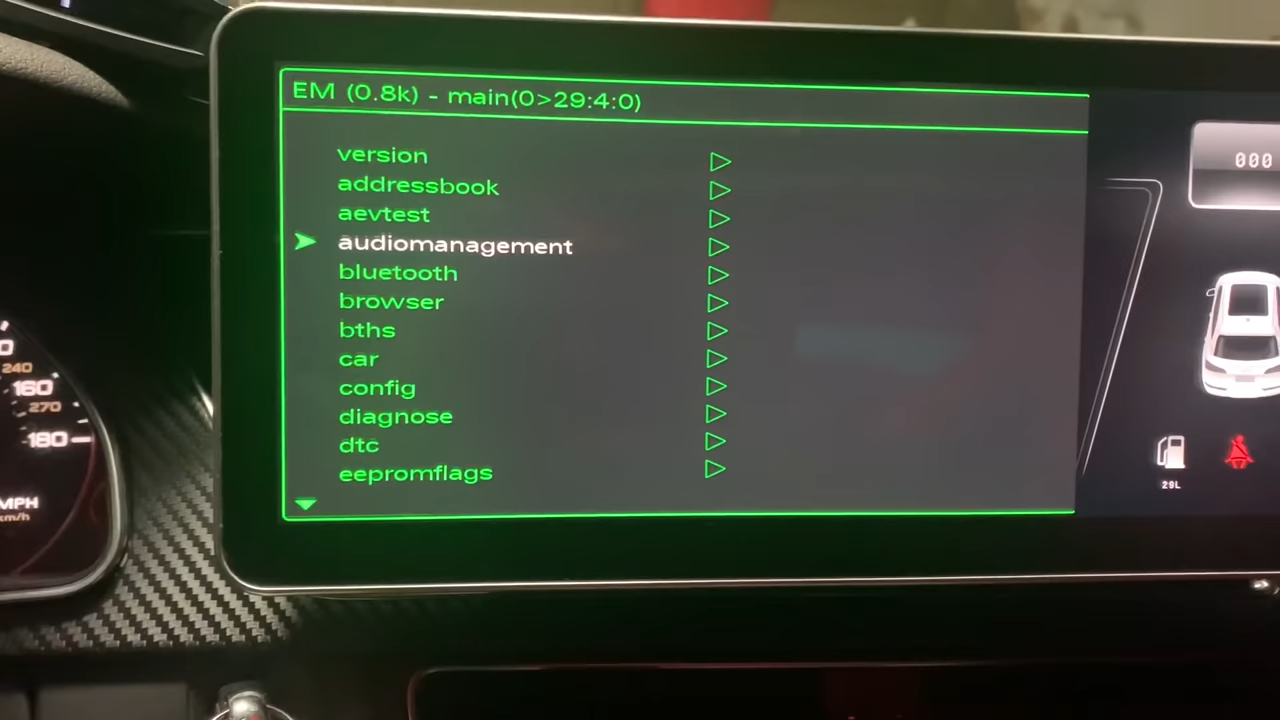 EM (0.8k) - main(0>29:4:0)
version
addressbook
aevtest
audiomanagement
bluetooth
browser
bths
car
config
diagnose
dtc
eepromflags
000
29L
240
160
270
180
MPH
km/h